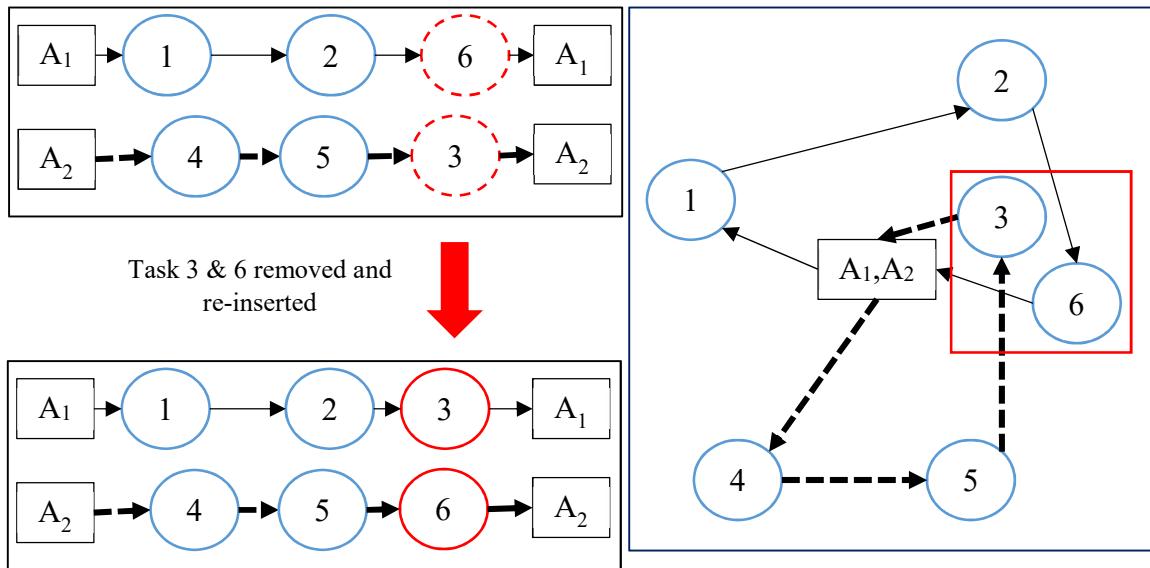 A₁ 1 2 6 A₁
A₂ 4 5 3 A₂
Task 3 & 6 removed and
re-inserted
A₁ 1 2 3 A₁
A₂ 4 5 6 A₂
2
1
3
A₁,A₂
6
4
5